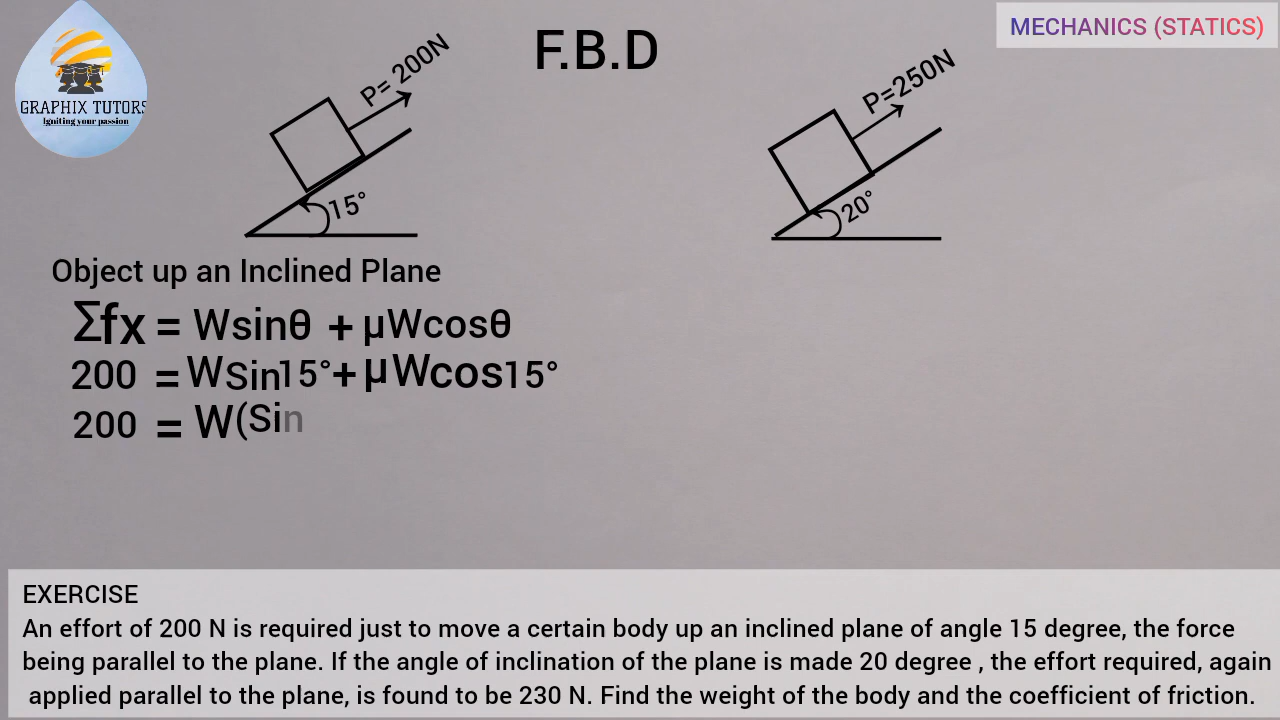 GRAPHIX TUTORS
Igniting your passion
F.B.D
MECHANICS (STATICS)
P= 200N
15°
P=250N
20°
Object up an Inclined Plane
Σfx = Wsinθ + μWcosθ
200 = WSin15°+ μWcos15°
200 = W(Sin
EXERCISE
An effort of 200 N is required just to move a certain body up an inclined plane of angle 15 degree, the force
being parallel to the plane. If the angle of inclination of the plane is made 20 degree , the effort required, again
applied parallel to the plane, is found to be 230 N. Find the weight of the body and the coefficient of friction.